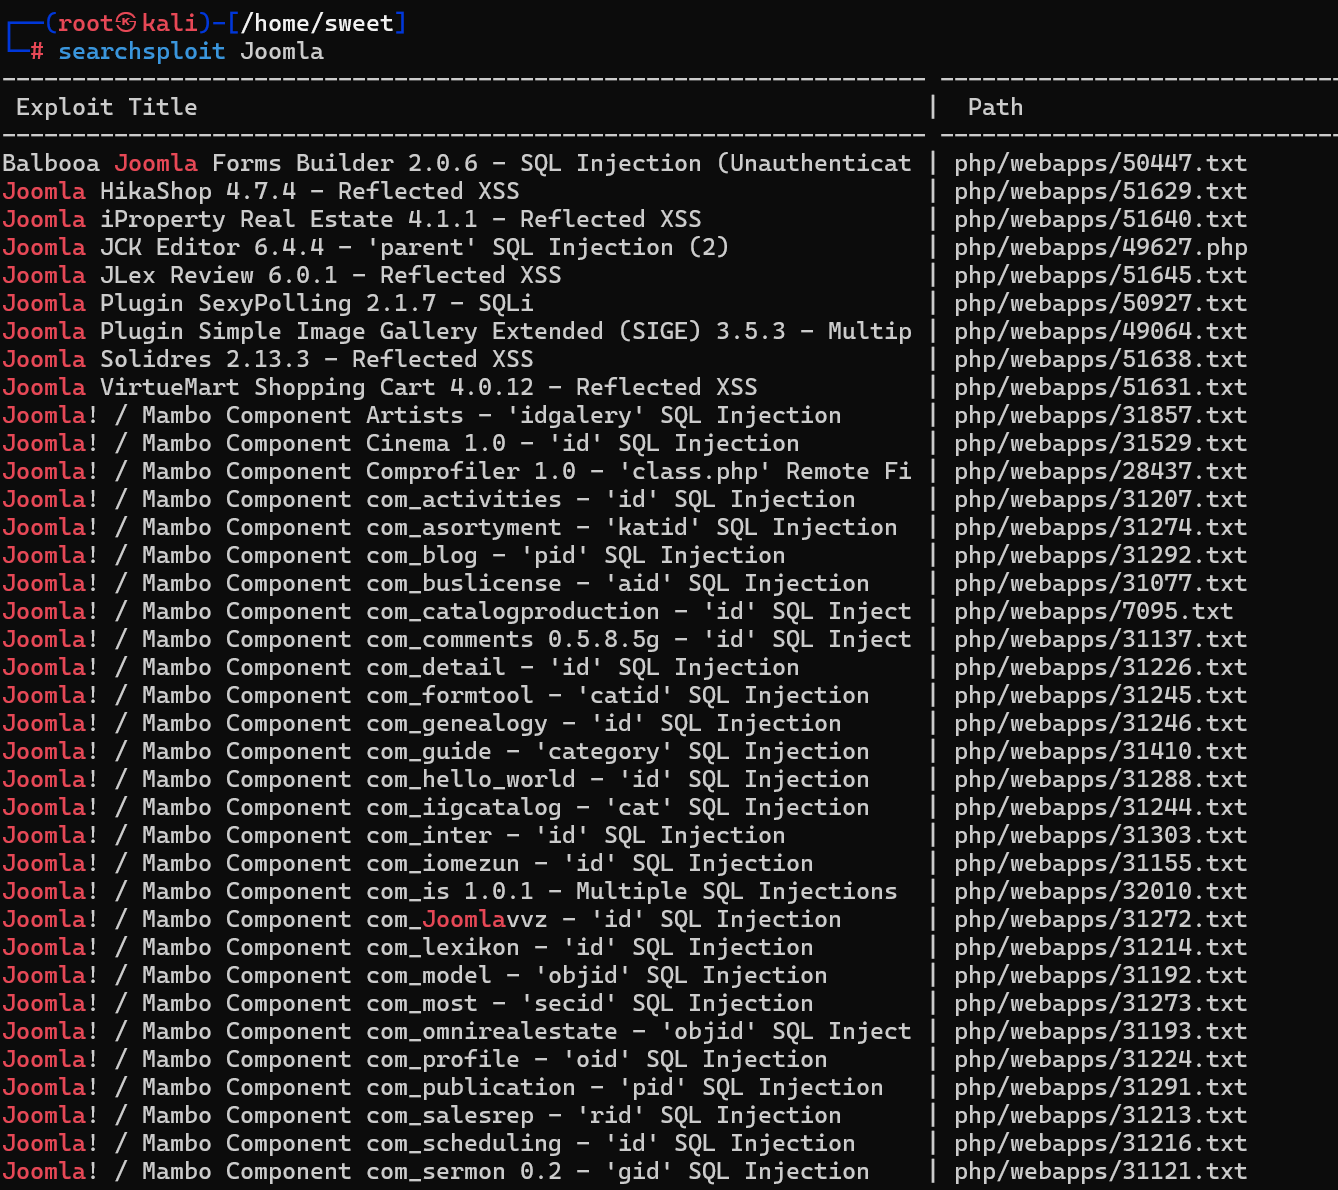 ┌──(root㉿kali)-[/home/sweet]
└─# searchsploit Joomla
------------------------------------------------------------------ ----------------------------
 Exploit Title                                                    |  Path
------------------------------------------------------------------ ----------------------------
Balbooa Joomla Forms Builder 2.0.6 - SQL Injection (Unauthenticat | php/webapps/50447.txt
Joomla HikaShop 4.7.4 - Reflected XSS                             | php/webapps/51629.txt
Joomla iProperty Real Estate 4.1.1 - Reflected XSS                | php/webapps/51640.txt
Joomla JCK Editor 6.4.4 - 'parent' SQL Injection (2)              | php/webapps/49627.php
Joomla JLex Review 6.0.1 - Reflected XSS                          | php/webapps/51645.txt
Joomla Plugin SexyPolling 2.1.7 - SQLi                            | php/webapps/50927.txt
Joomla Plugin Simple Image Gallery Extended (SIGE) 3.5.3 - Multip | php/webapps/49064.txt
Joomla Solidres 2.13.3 - Reflected XSS                            | php/webapps/51638.txt
Joomla VirtueMart Shopping Cart 4.0.12 - Reflected XSS            | php/webapps/51631.txt
Joomla! / Mambo Component Artists - 'idgalery' SQL Injection      | php/webapps/31857.txt
Joomla! / Mambo Component Cinema 1.0 - 'id' SQL Injection         | php/webapps/31529.txt
Joomla! / Mambo Component Comprofiler 1.0 - 'class.php' Remote Fi | php/webapps/28437.txt
Joomla! / Mambo Component com_activities - 'id' SQL Injection     | php/webapps/31207.txt
Joomla! / Mambo Component com_asortyment - 'katid' SQL Injection  | php/webapps/31274.txt
Joomla! / Mambo Component com_blog - 'pid' SQL Injection          | php/webapps/31292.txt
Joomla! / Mambo Component com_buslicense - 'aid' SQL Injection    | php/webapps/31077.txt
Joomla! / Mambo Component com_catalogproduction - 'id' SQL Inject | php/webapps/7095.txt
Joomla! / Mambo Component com_comments 0.5.8.5g - 'id' SQL Inject | php/webapps/31137.txt
Joomla! / Mambo Component com_detail - 'id' SQL Injection         | php/webapps/31226.txt
Joomla! / Mambo Component com_formtool - 'catid' SQL Injection    | php/webapps/31245.txt
Joomla! / Mambo Component com_genealogy - 'id' SQL Injection      | php/webapps/31246.txt
Joomla! / Mambo Component com_guide - 'category' SQL Injection    | php/webapps/31410.txt
Joomla! / Mambo Component com_hello_world - 'id' SQL Injection    | php/webapps/31288.txt
Joomla! / Mambo Component com_iigcatalog - 'cat' SQL Injection    | php/webapps/31244.txt
Joomla! / Mambo Component com_inter - 'id' SQL Injection          | php/webapps/31303.txt
Joomla! / Mambo Component com_iomezun - 'id' SQL Injection        | php/webapps/31155.txt
Joomla! / Mambo Component com_is 1.0.1 - Multiple SQL Injections  | php/webapps/32010.txt
Joomla! / Mambo Component com_Joomlavvz - 'id' SQL Injection      | php/webapps/31272.txt
Joomla! / Mambo Component com_lexikon - 'id' SQL Injection        | php/webapps/31214.txt
Joomla! / Mambo Component com_model - 'objid' SQL Injection       | php/webapps/31192.txt
Joomla! / Mambo Component com_most - 'secid' SQL Injection        | php/webapps/31273.txt
Joomla! / Mambo Component com_omnirealestate - 'objid' SQL Inject | php/webapps/31193.txt
Joomla! / Mambo Component com_profile - 'oid' SQL Injection       | php/webapps/31224.txt
Joomla! / Mambo Component com_publication - 'pid' SQL Injection   | php/webapps/31291.txt
Joomla! / Mambo Component com_salesrep - 'rid' SQL Injection      | php/webapps/31213.txt
Joomla! / Mambo Component com_scheduling - 'id' SQL Injection     | php/webapps/31216.txt
Joomla! / Mambo Component com_sermon 0.2 - 'gid' SQL Injection    | php/webapps/31121.txt